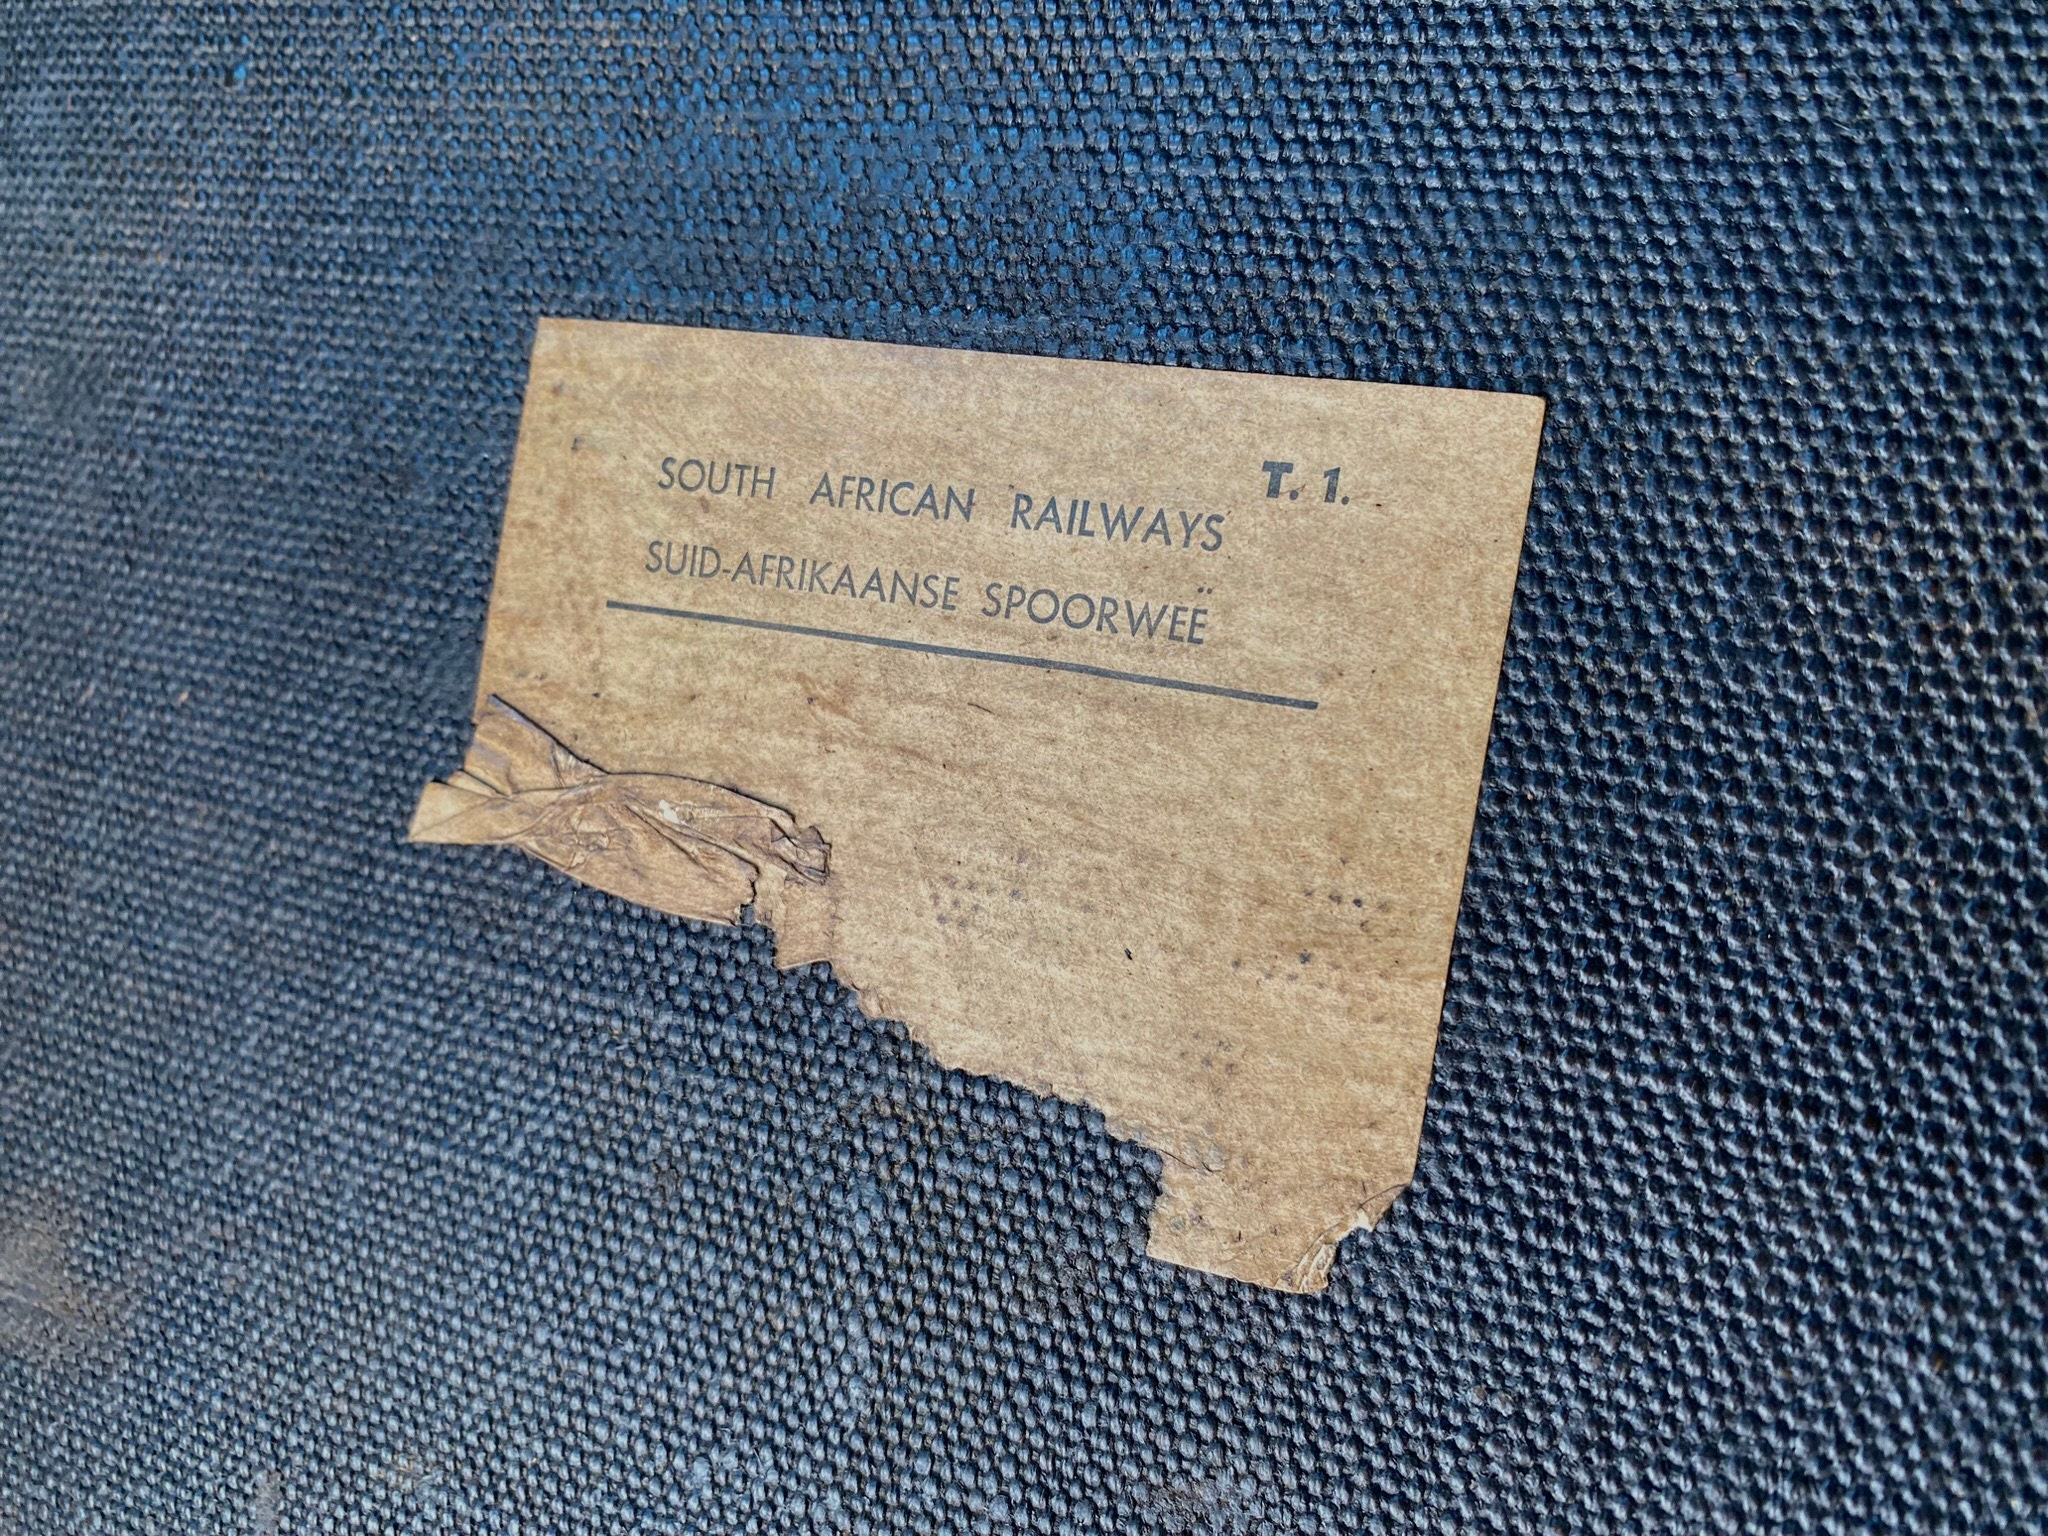 T. 1.
SOUTH AFRICAN RAILWAYS
SUID-AFRIKAANSE SPOORWEË